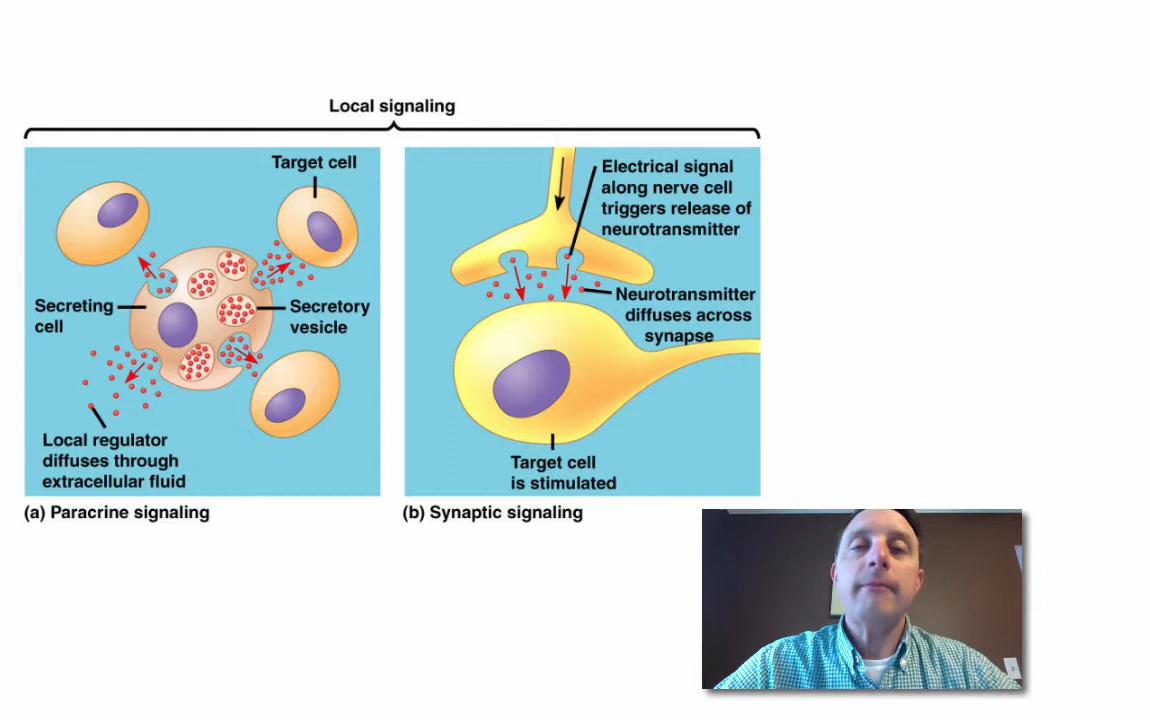 Local signaling
Target cell
Secreting
cell
Secretory
vesicle
Local regulator
diffuses through
extracellular fluid
(a) Paracrine signaling
Electrical signal
along nerve cell
triggers release of
neurotransmitter
Neurotransmitter
diffuses across
synapse
Target cell
is stimulated
(b) Synaptic signaling